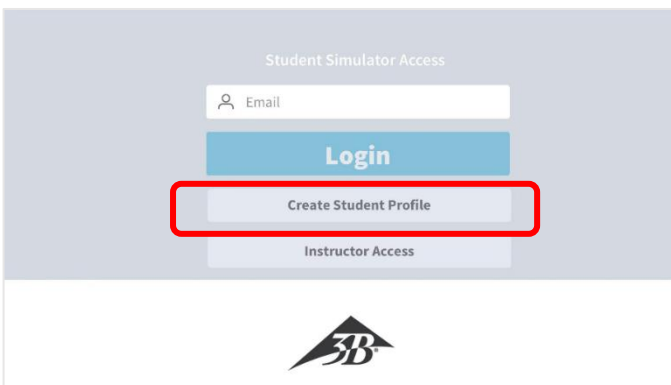 Student Simulator Access
Email
Login
Create Student Profile
Instructor Access
3B®